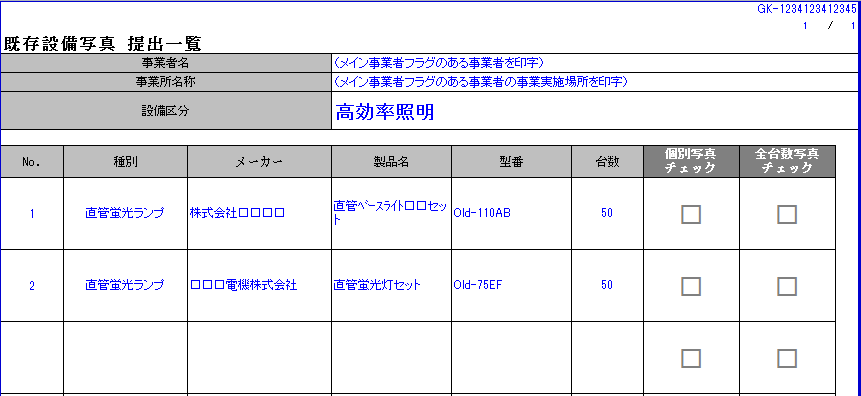 GK-1234123412345
1 / 1
既存設備写真 提出一覧
事業者名 (メイン事業者フラグのある事業者を印字)
事業所名称 (メイン事業者フラグのある事業者の事業実施場所を印字)
設備区分 高効率照明
No. 種別 メーカー 製品名 型番 台数 個別写真 全台数写真
チェック チェック
1 直管蛍光ランプ 株式会社□□□□ 直管ﾍﾞｰｽﾗｲﾄ□□セッ Old-110AB 50 □ □
ト
2 直管蛍光ランプ □□□電機株式会社 直管蛍光灯セット Old-75EF 50 □ □
□ □